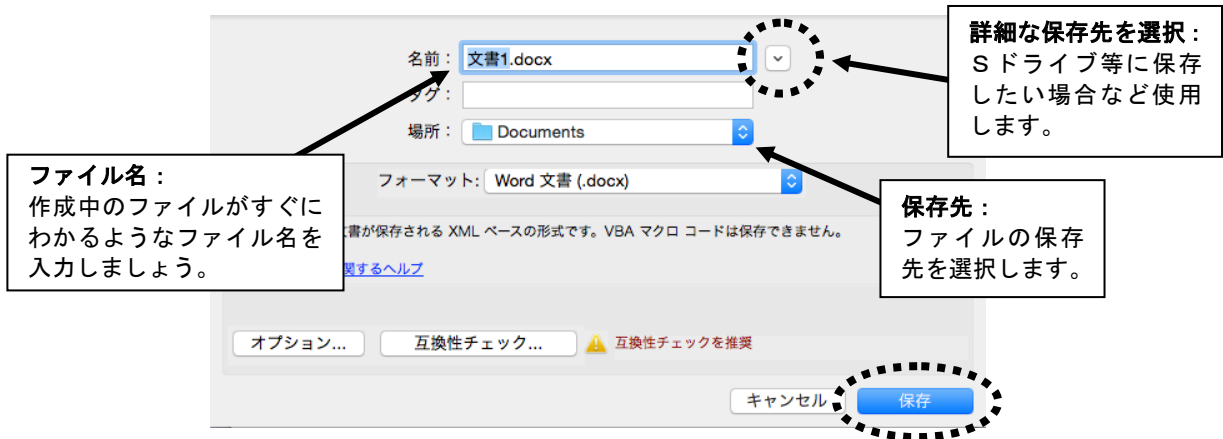 名前： 文書1.docx
タグ：
場所： Documents
フォーマット: Word 文書 (.docx)
書が保存される XML ベースの形式です。VBA マクロ コードは保存できません。
関するヘルプ
オプション...
互換性チェック...
互換性チェックを推奨
キャンセル
保存
詳細な保存先を選択：
Ｓドライブ等に保存
したい場合など使用
します。
ファイル名：
作成中のファイルがすぐに
わかるようなファイル名を
入力しましょう。
保存先：
ファイルの保存
先を選択します。